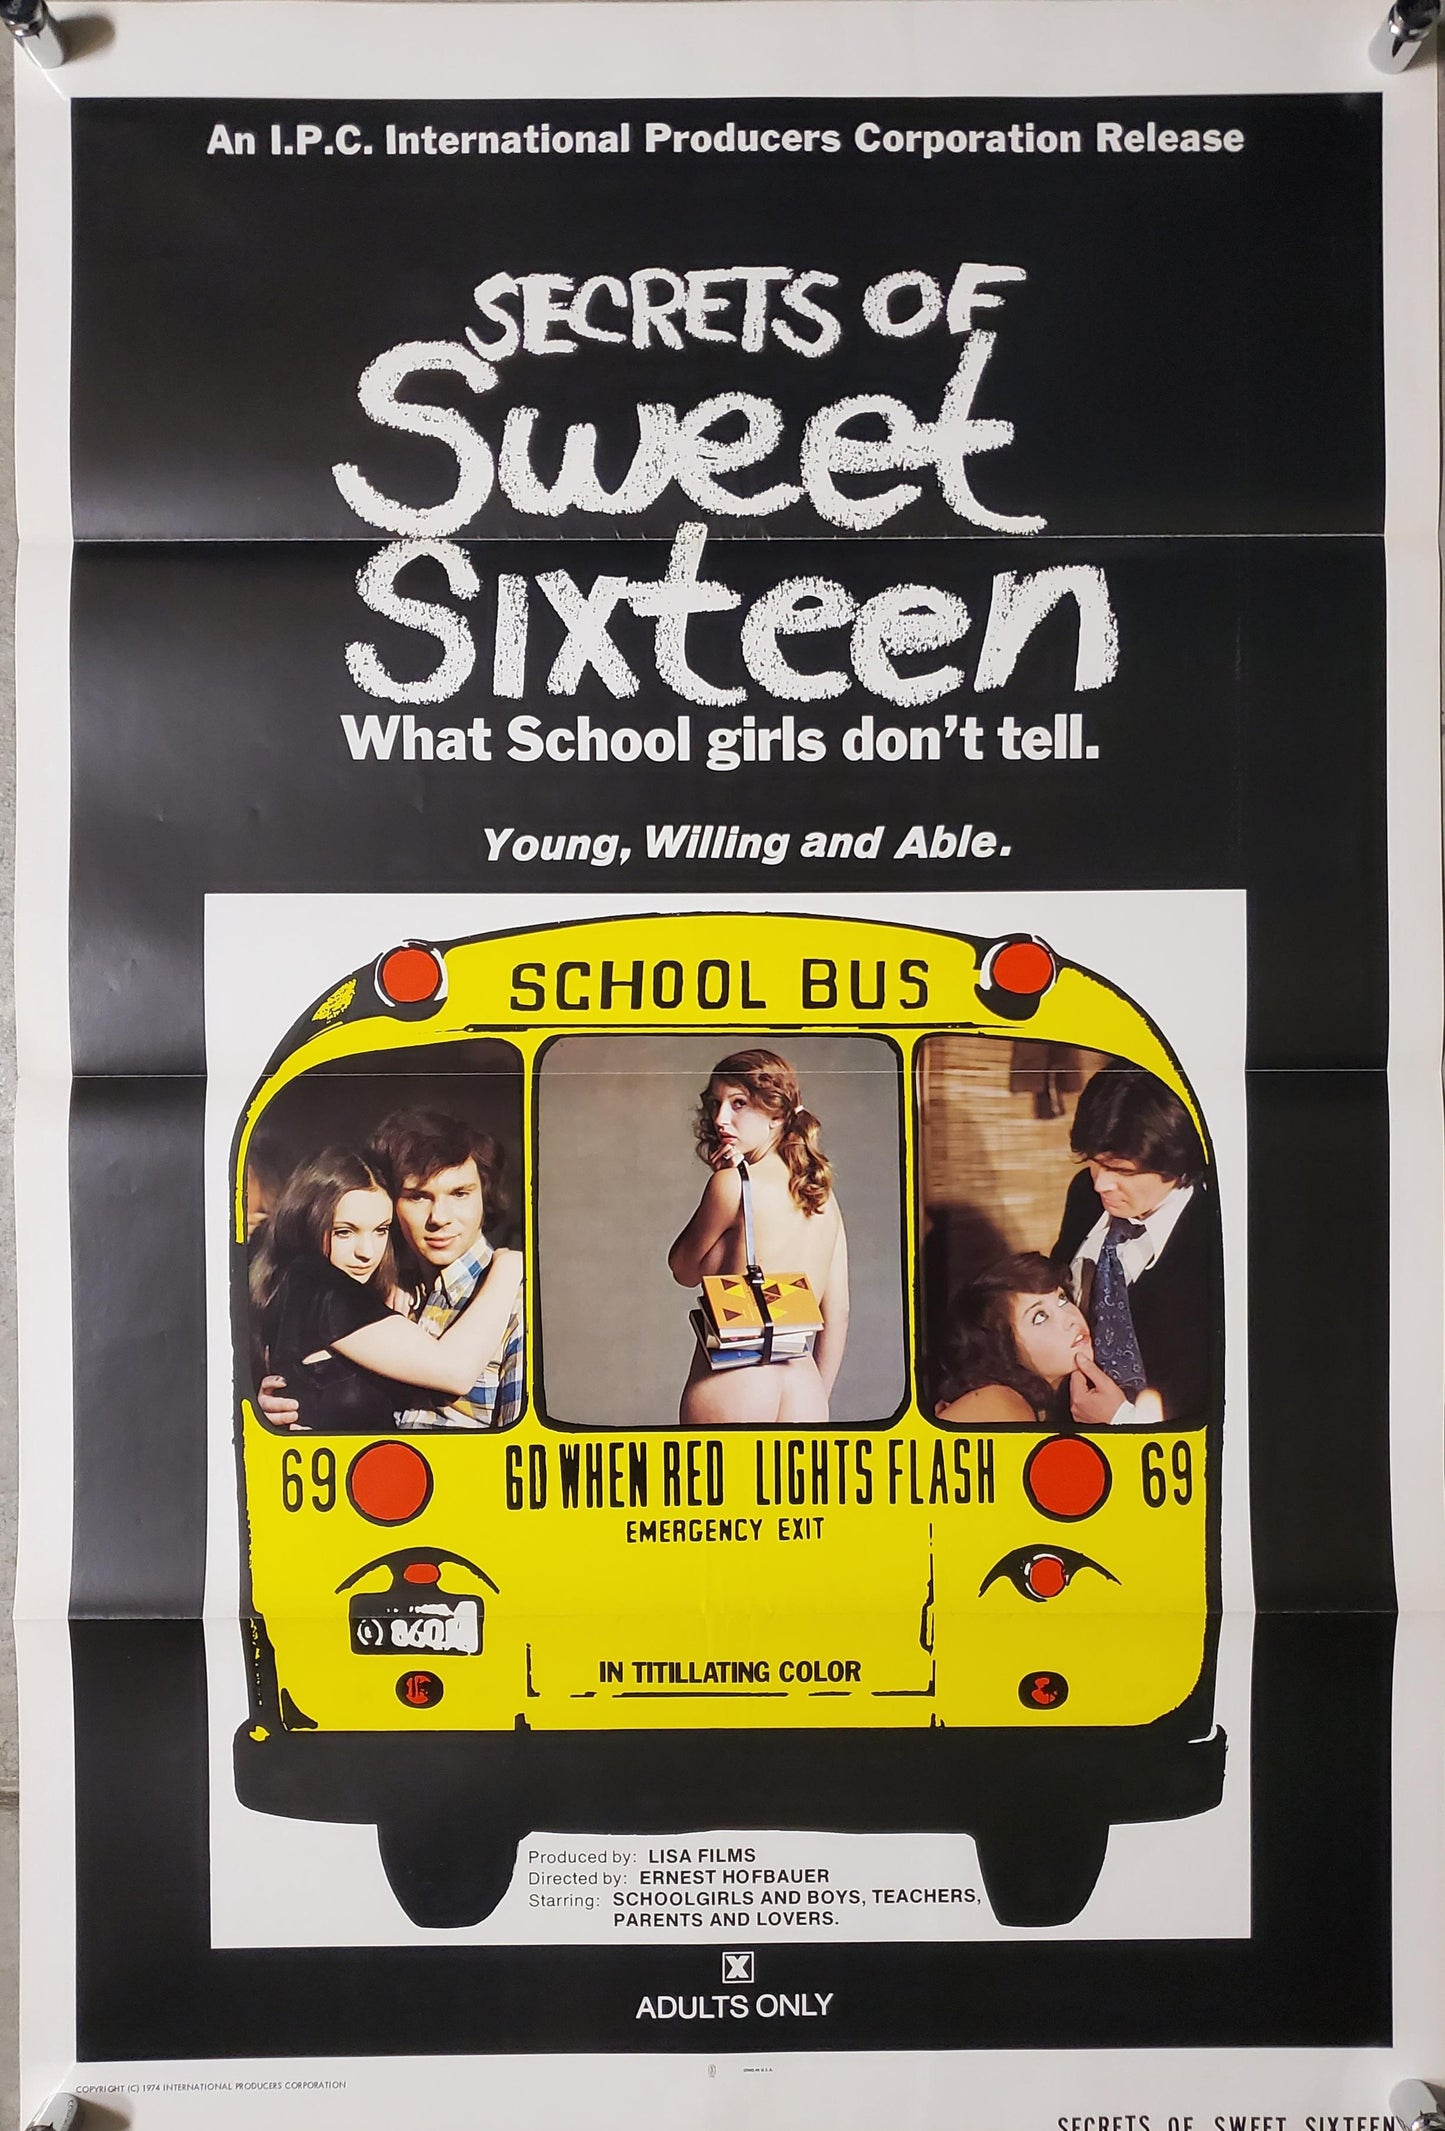 An I.P.C. International Producers Corporation Release
SECRETS OF
Sweet
Sixteen
What School girls don't tell.
Young, Willing and Able.
SCHOOL BUS
69
GO WHEN RED LIGHTS FLASH
69
EMERGENCY EXIT
IN TITILLATING COLOR
Produced by: LISA FILMS
Directed by: ERNEST HOFBAUER
Starring: SCHOOLGIRLS AND BOYS, TEACHERS,
PARENTS AND LOVERS.
X
ADULTS ONLY
COPYRIGHT (C) 1974 INTERNATIONAL PRODUCERS CORPORATION
SECRETS OF SWEET SIXTEEN